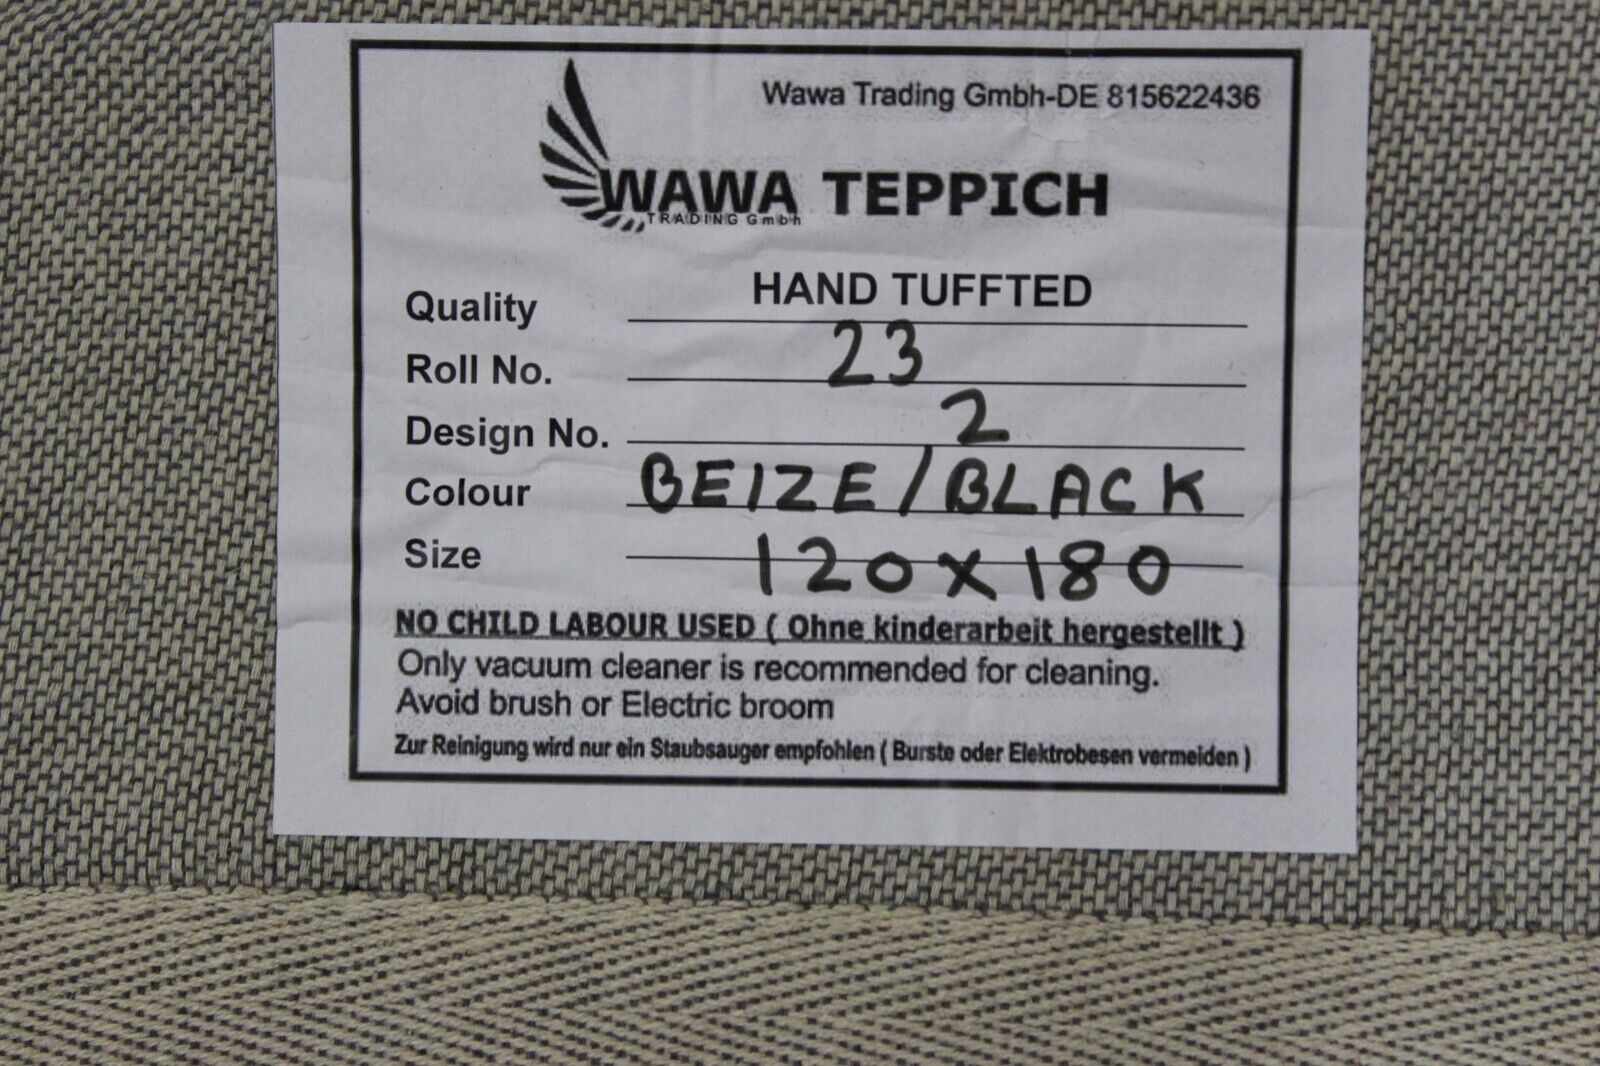 Wawa Trading Gmbh-DE 815622436
WAWA TEPPICH
TRADING Gmbh
Quality HAND TUFFTED
Roll No. 23
Design No. 2
Colour BEIZE/BLACK
Size 120x180
NO CHILD LABOUR USED ( Ohne kinderarbeit hergestellt )
Only vacuum cleaner is recommended for cleaning.
Avoid brush or Electric broom
Zur Reinigung wird nur ein Staubsauger empfohlen ( Burste oder Elektrobesen vermeiden )